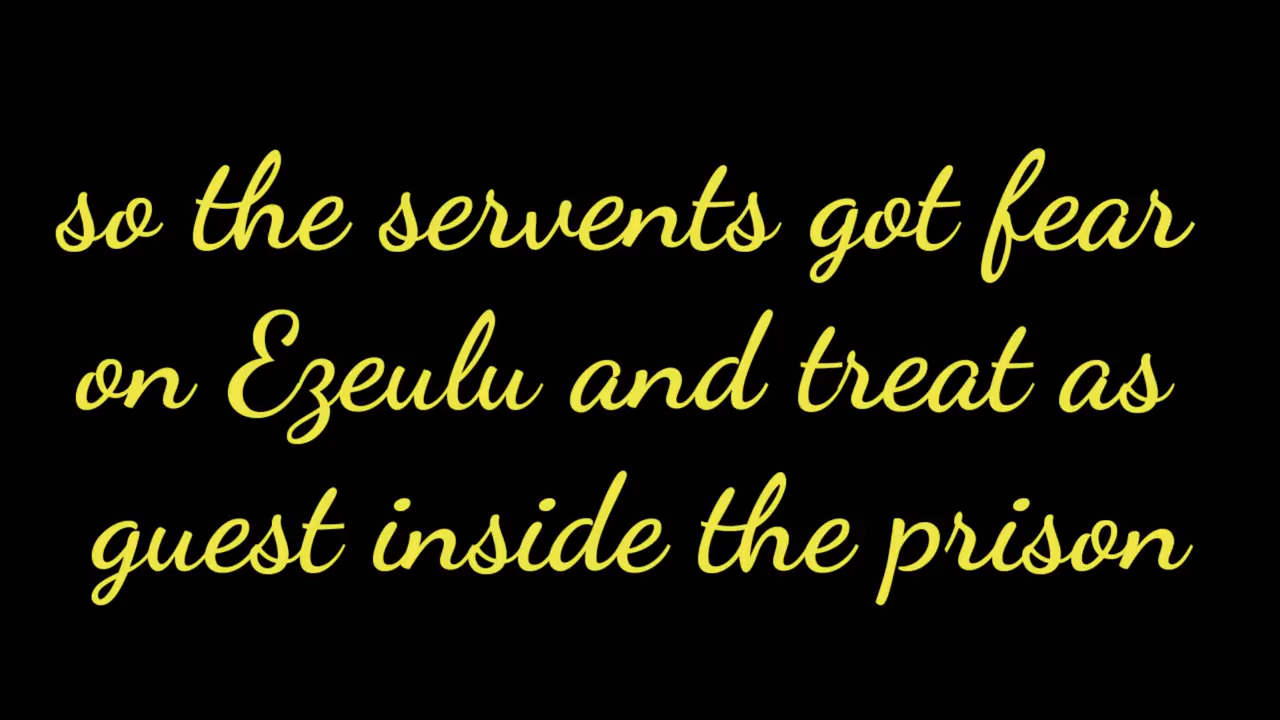 so the servents got fear
on Ezeulu and treat as
guest inside the prison